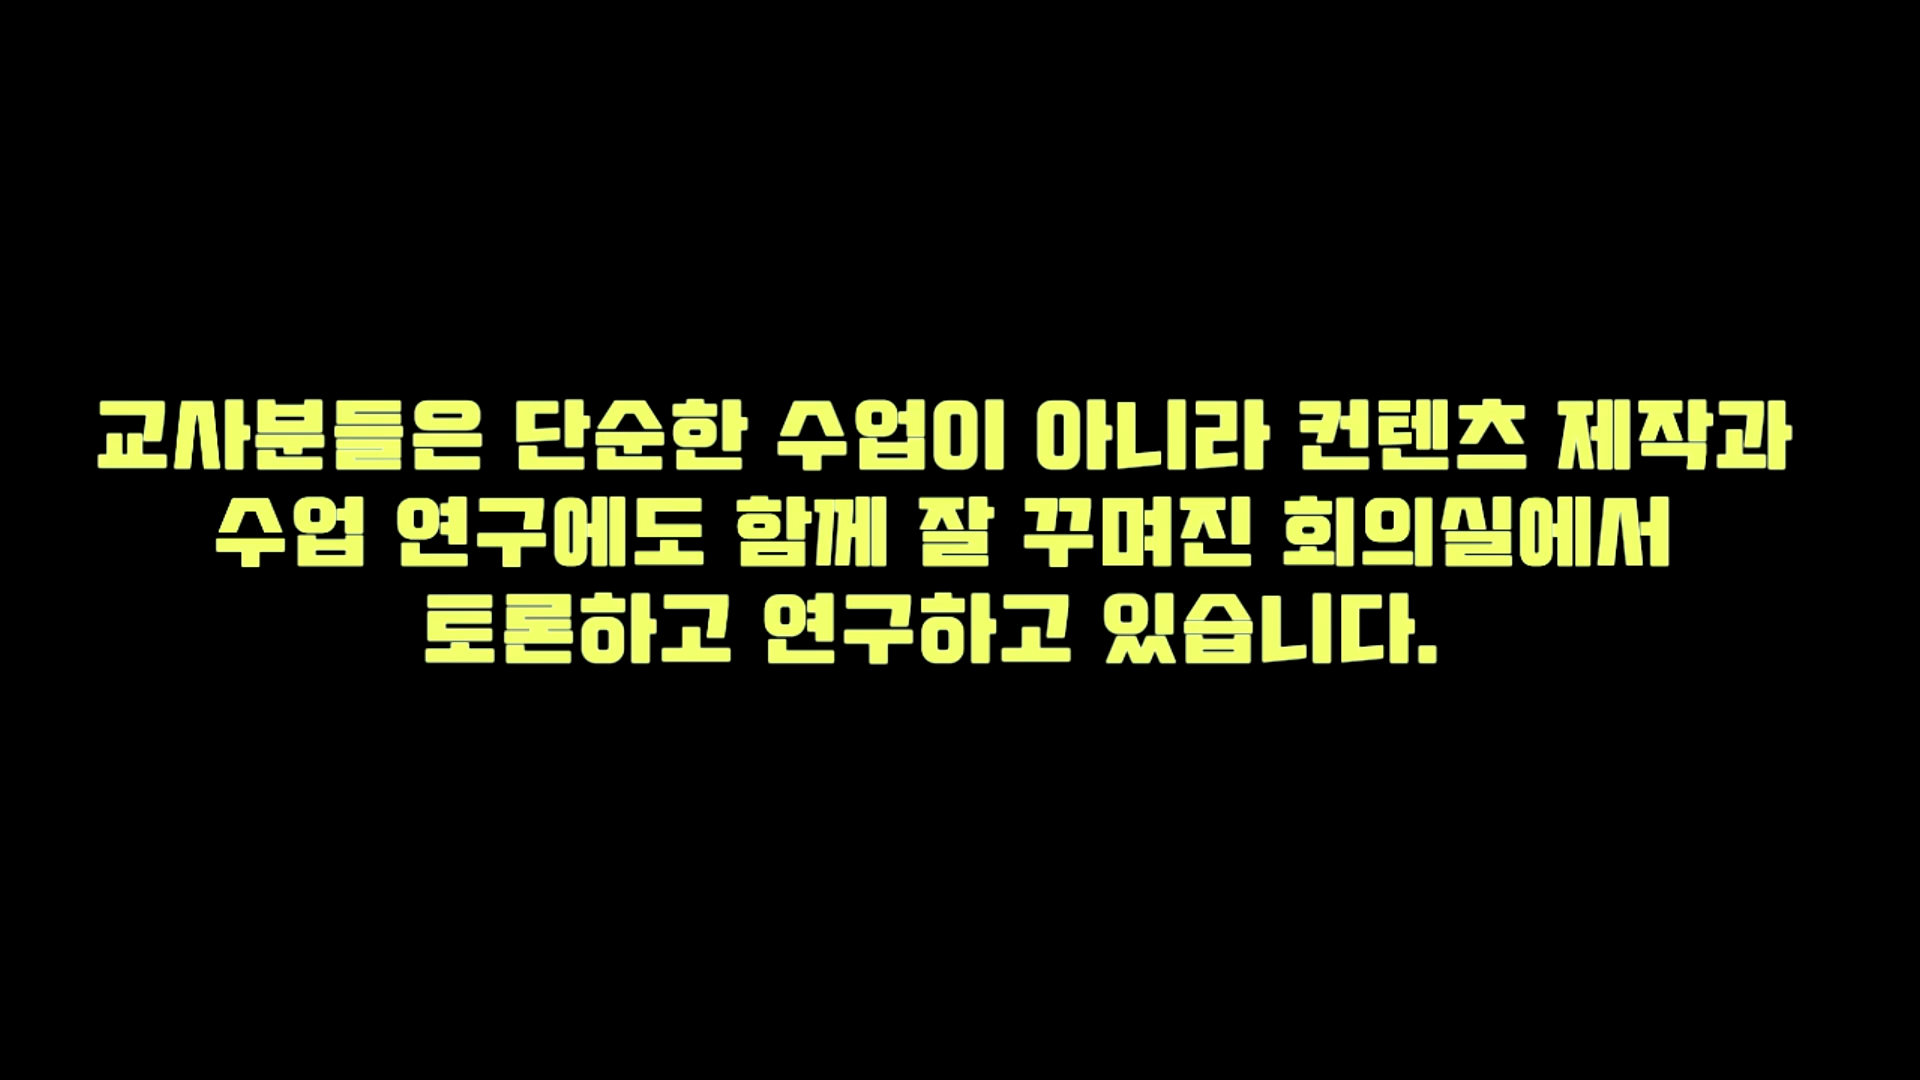 교사분들은 단순한 수업이 아니라 컨텐츠 제작과
수업 연구에도 함께 잘 꾸며진 회의실에서
토론하고 연구하고 있습니다.